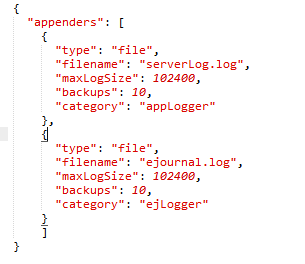 {
"appenders": [
{
"type": "file",
"filename": "serverLog.log",
"maxLogSize": 102400,
"backups": 10,
"category": "appLogger"
},
{
"type": "file",
"filename": "ejournal.log",
"maxLogSize": 102400,
"backups": 10,
"category": "ejLogger"
}
]
}